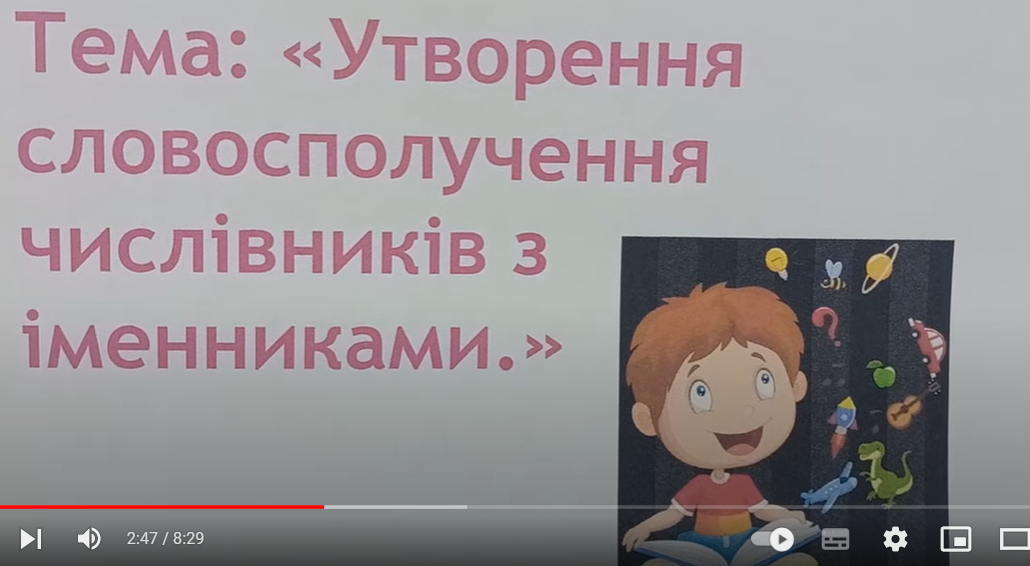 Тема: «Утворення
словосполучення
числівників з
іменниками.»
2:47 / 8:29